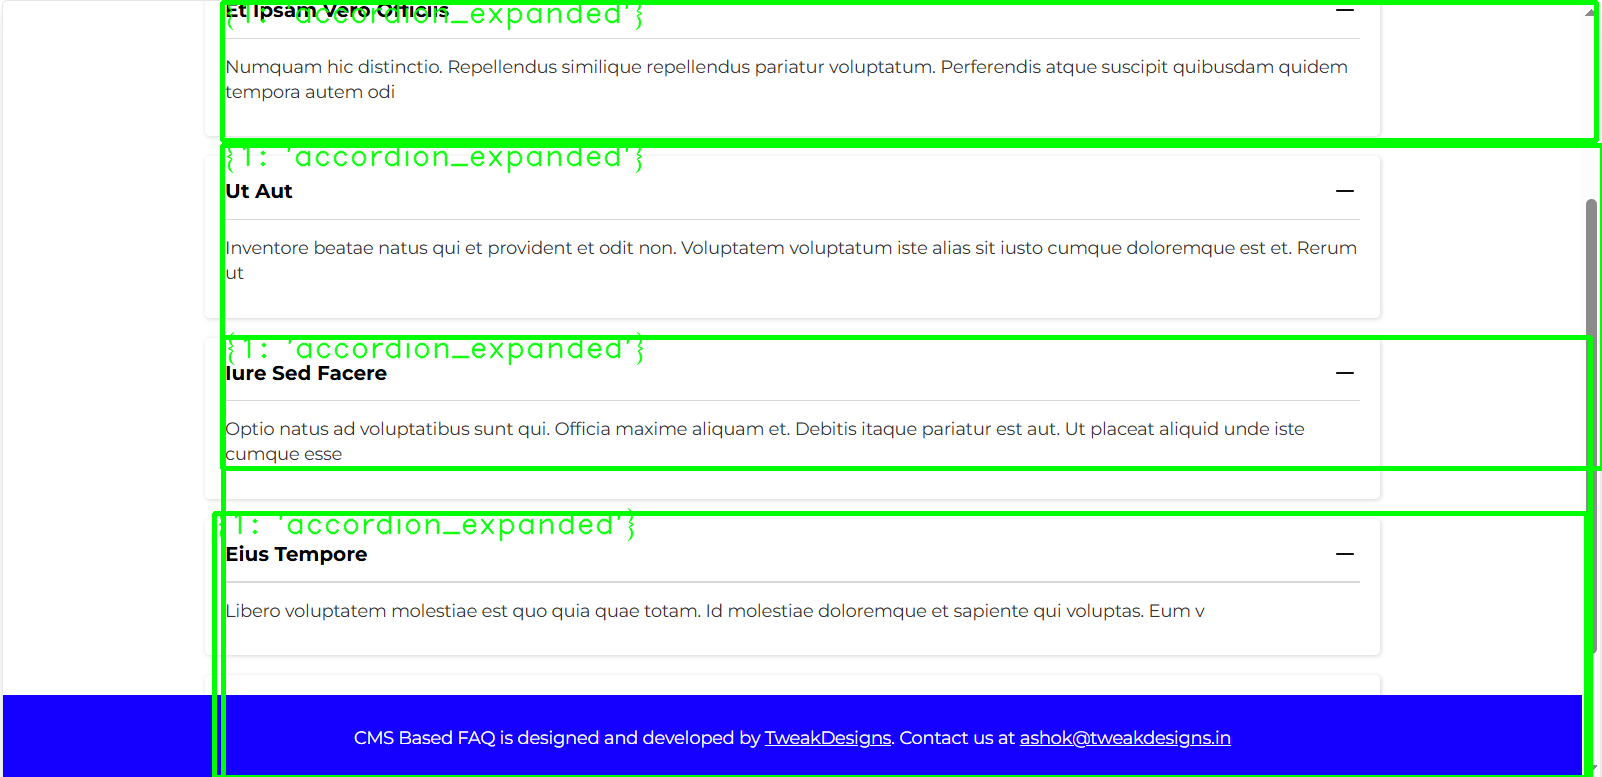 Et Ipsam Vero Officiis
{1: 'accordion_expanded'}
Numquam hic distinctio. Repellendus similique repellendus pariatur voluptatum. Perferendis atque suscipit quibusdam quidem
tempora autem odi
{1: 'accordion_expanded'}
Ut Aut
Inventore beatae natus qui et provident et odit non. Voluptatem voluptatum iste alias sit iusto cumque doloremque est et. Rerum
ut
{1: 'accordion_expanded'}
Iure Sed Facere
Optio natus ad voluptatibus sunt qui. Officia maxime aliquam et. Debitis itaque pariatur est aut. Ut placeat aliquid unde iste
cumque esse
{1: 'accordion_expanded'}
Eius Tempore
Libero voluptatem molestiae est quo quia quae totam. Id molestiae doloremque et sapiente qui voluptas. Eum v
CMS Based FAQ is designed and developed by TweakDesigns. Contact us at ashok@tweakdesigns.in